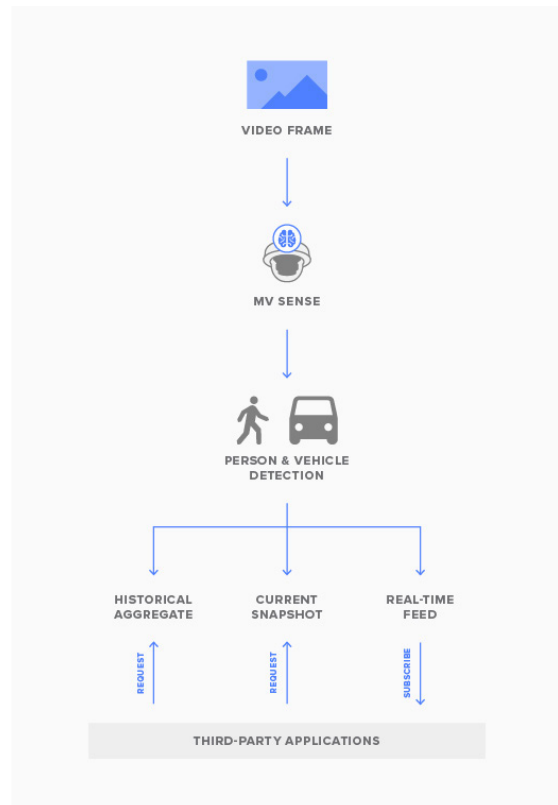 VIDEO FRAME
MV SENSE
PERSON & VEHICLE
DETECTION
HISTORICAL
AGGREGATE
CURRENT
SNAPSHOT
REAL-TIME
FEED
REQUEST
REQUEST
SUBSCRIBE
THIRD-PARTY APPLICATIONS